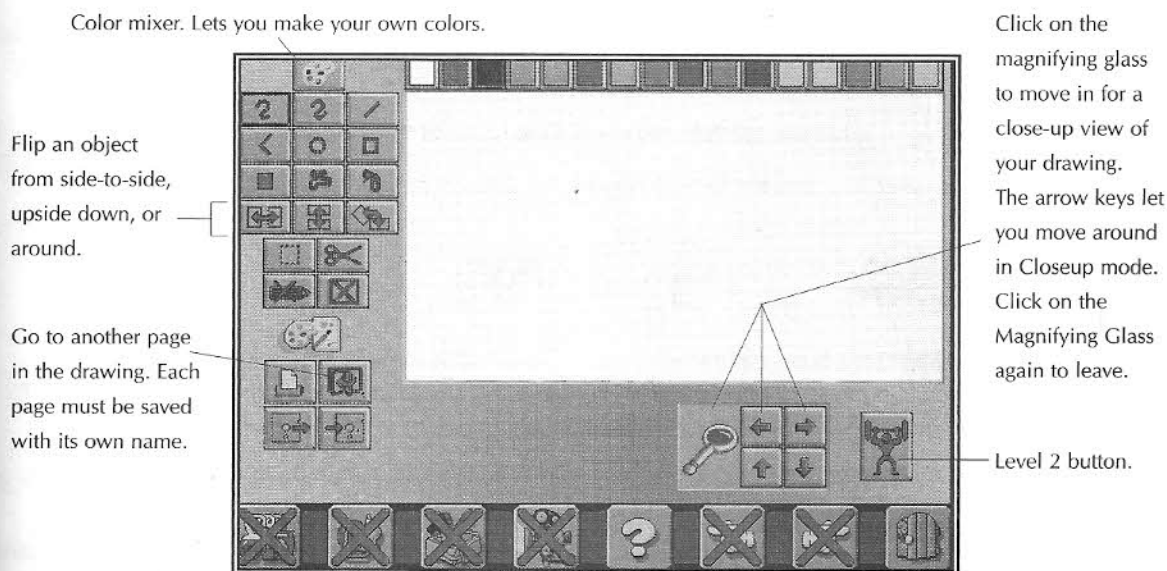 Color mixer. Lets you make your own colors.
Flip an object
from side-to-side,
upside down, or
around.
Go to another page
in the drawing. Each
page must be saved
with its own name.
Click on the
magnifying glass
to move in for a
close-up view of
your drawing.
The arrow keys let
you move around
in Closeup mode.
Click on the
Magnifying Glass
again to leave.
Level 2 button.